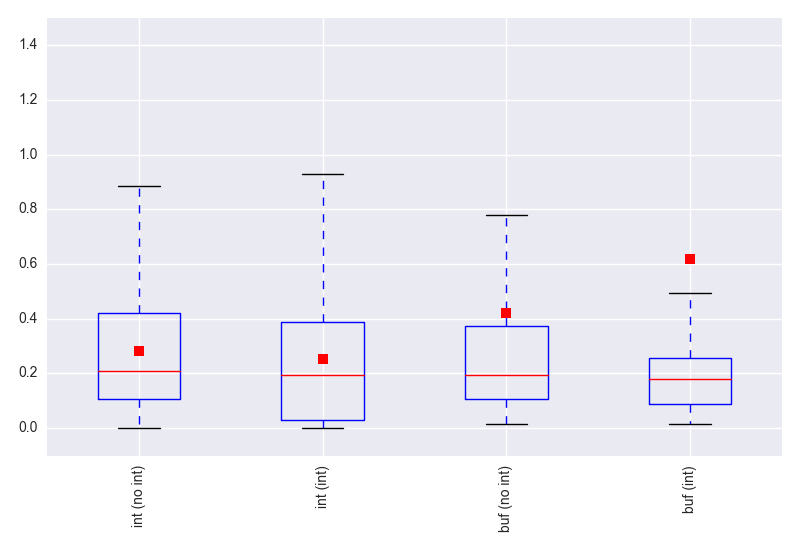 1.4
1.2
1.0
0.8
0.6
0.4
0.2
0.0
int (no int)
int (int)
buf (no int)
buf (int)